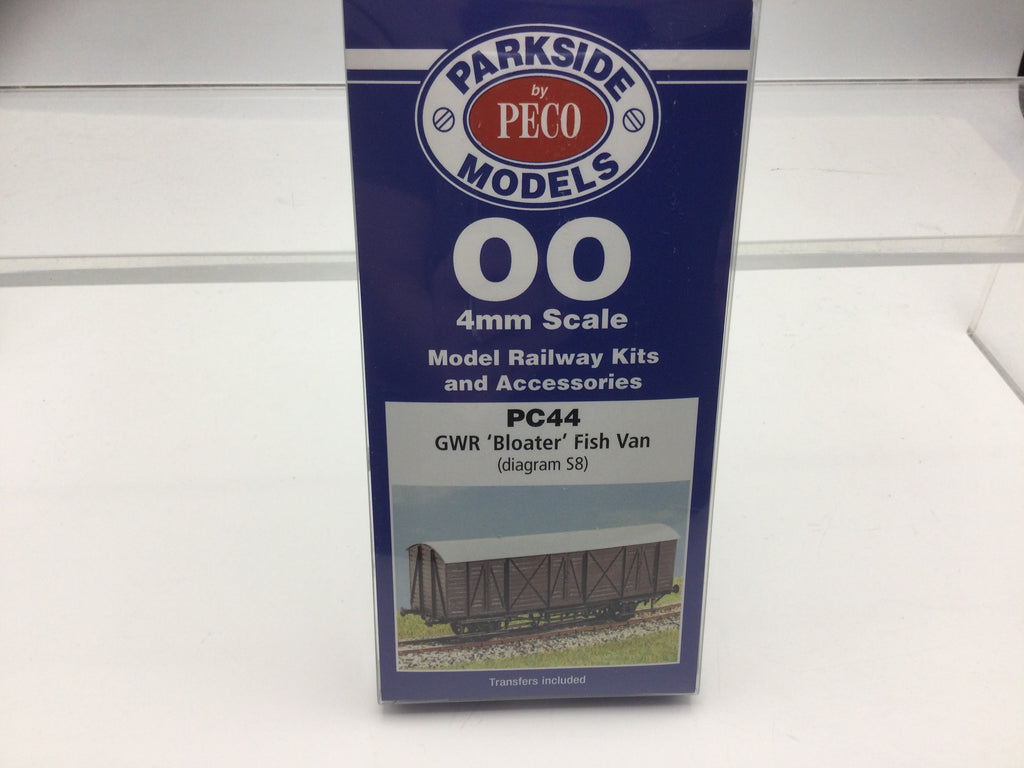 PARKSIDE
by
PECO
MODELS
OO
4mm Scale
Model Railway Kits
and Accessories
PC44
GWR ‘Bloater’ Fish Van
(diagram S8)
Transfers included